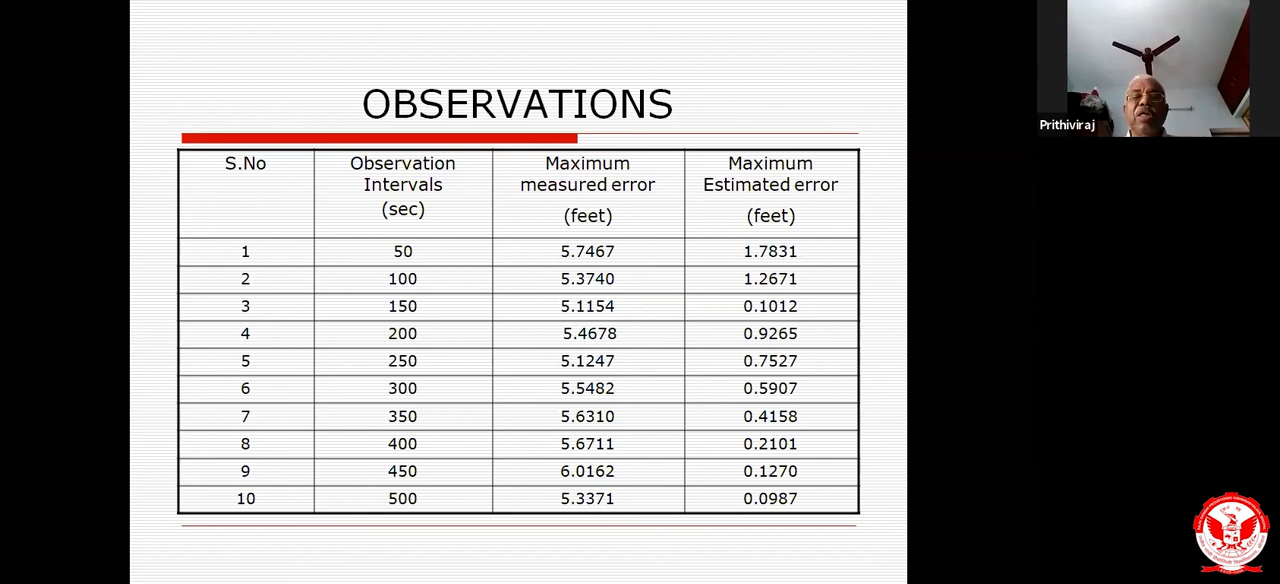 OBSERVATIONS
S.No Observation Intervals (sec) Maximum measured error (feet) Maximum Estimated error (feet)
1 50 5.7467 1.7831
2 100 5.3740 1.2671
3 150 5.1154 0.1012
4 200 5.4678 0.9265
5 250 5.1247 0.7527
6 300 5.5482 0.5907
7 350 5.6310 0.4158
8 400 5.6711 0.2101
9 450 6.0162 0.1270
10 500 5.3371 0.0987
Prithiviraj